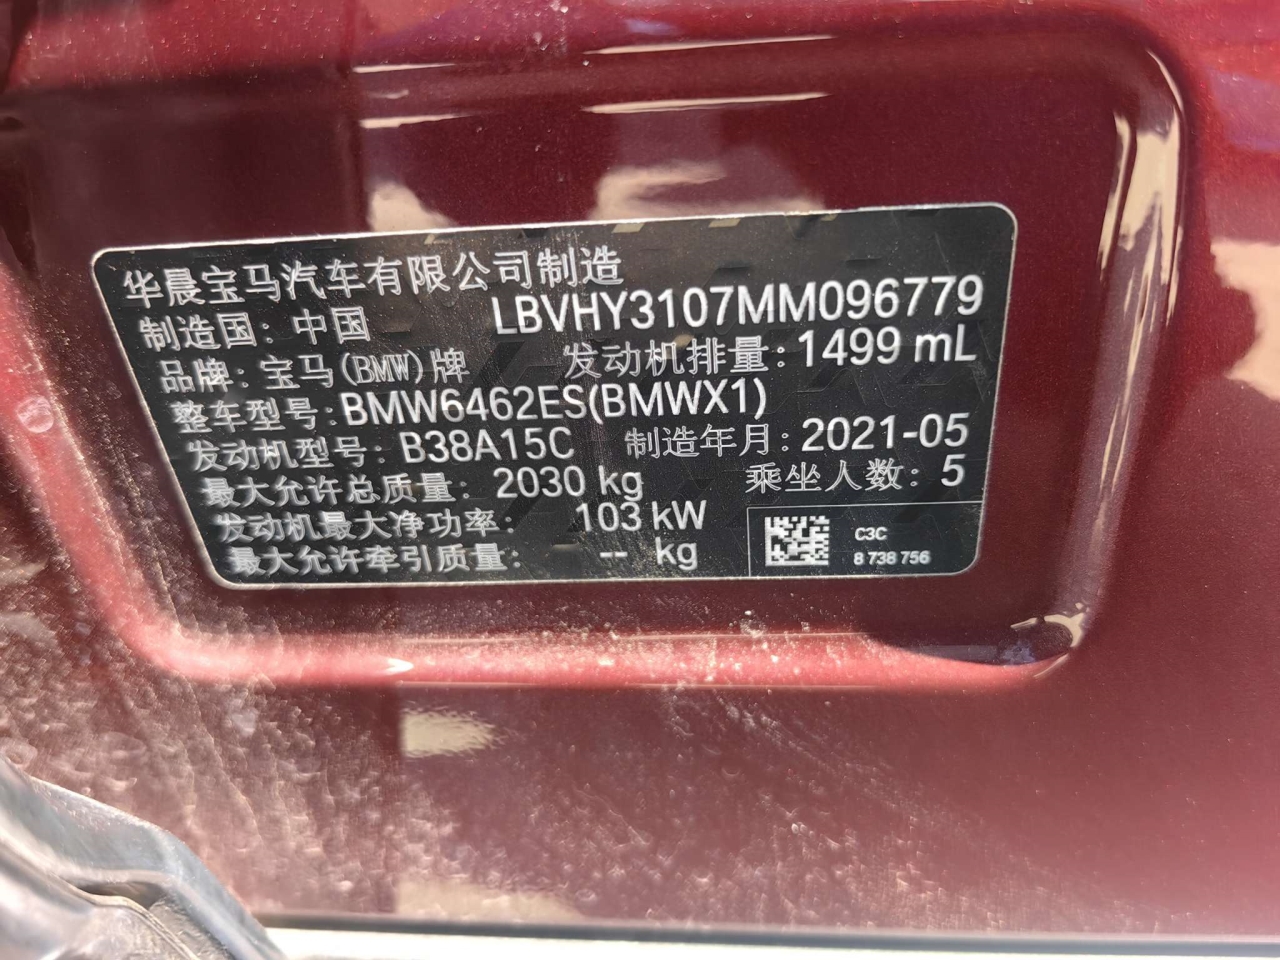 华晨宝马汽车有限公司制造
制造国：中国 LBVHY3107MM096779
品牌：宝马(BMW)牌 发动机排量：1499 mL
整车型号：BMW6462ES(BMWX1)
发动机型号：B38A15C 制造年月：2021-05
最大允许总质量：2030 kg 乘坐人数：5
发动机最大净功率：103 kW
最大允许牵引质量：-- kg
C3C
8 738 756